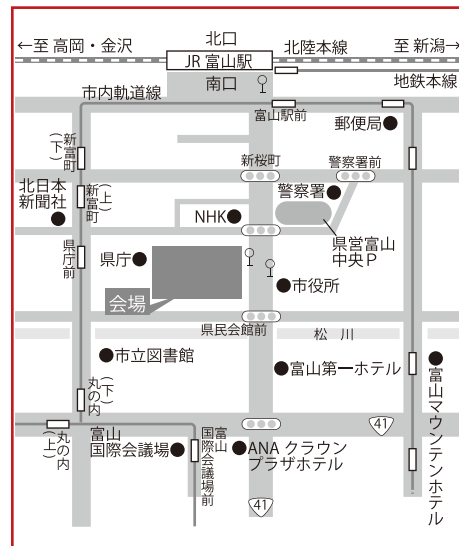 ←至 高岡・金沢
北口
北陸本線
至 新潟→
JR 富山駅
南口
地鉄本線
市内軌道線
富山駅前
郵便局
新富町
(下)
新桜町
警察署前
北日本
新聞社
新富町
(上)
NHK
警察署
県営富山
中央P
県庁前
県庁
市役所
会場
県民会館前
松 川
市立図書館
富山第一ホテル
富山マウンテンホテル
丸の内
(下)
41
丸の内
(上)
富山
国際会議場
富山
国際会議場前
ANA クラウン
プラザホテル
41